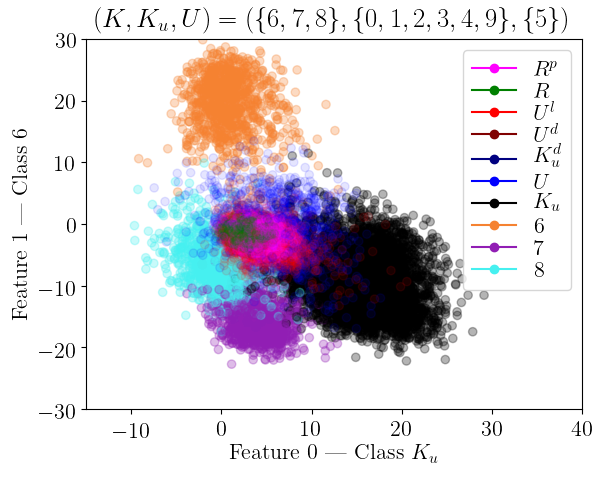 (K, K_u, U) = ({6, 7, 8}, {0, 1, 2, 3, 4, 9}, {5})
30
20
10
0
−10
−20
−30
Feature 1 — Class 6
R^p
R
U^l
U^d
K_u^d
U
K_u
6
7
8
−10 0 10 20 30 40
Feature 0 — Class K_u